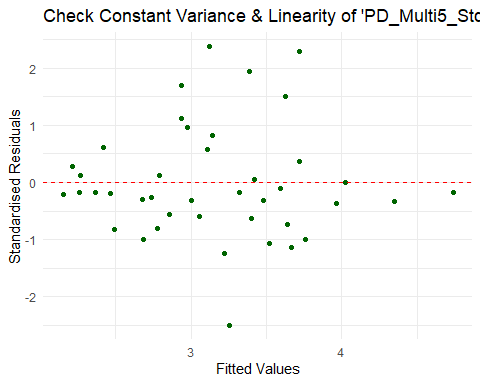 Check Constant Variance & Linearity of 'PD_Multi5_Sto
Standardised Residuals
2
1
0
-1
-2
3
4
Fitted Values